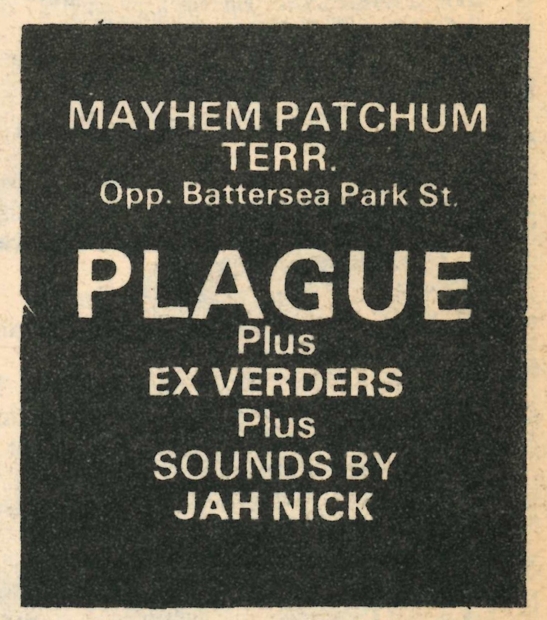 MAYHEM PATCHUM
TERR.
Opp. Battersea Park St.
PLAGUE
Plus
EX VERDERS
Plus
SOUNDS BY
JAH NICK